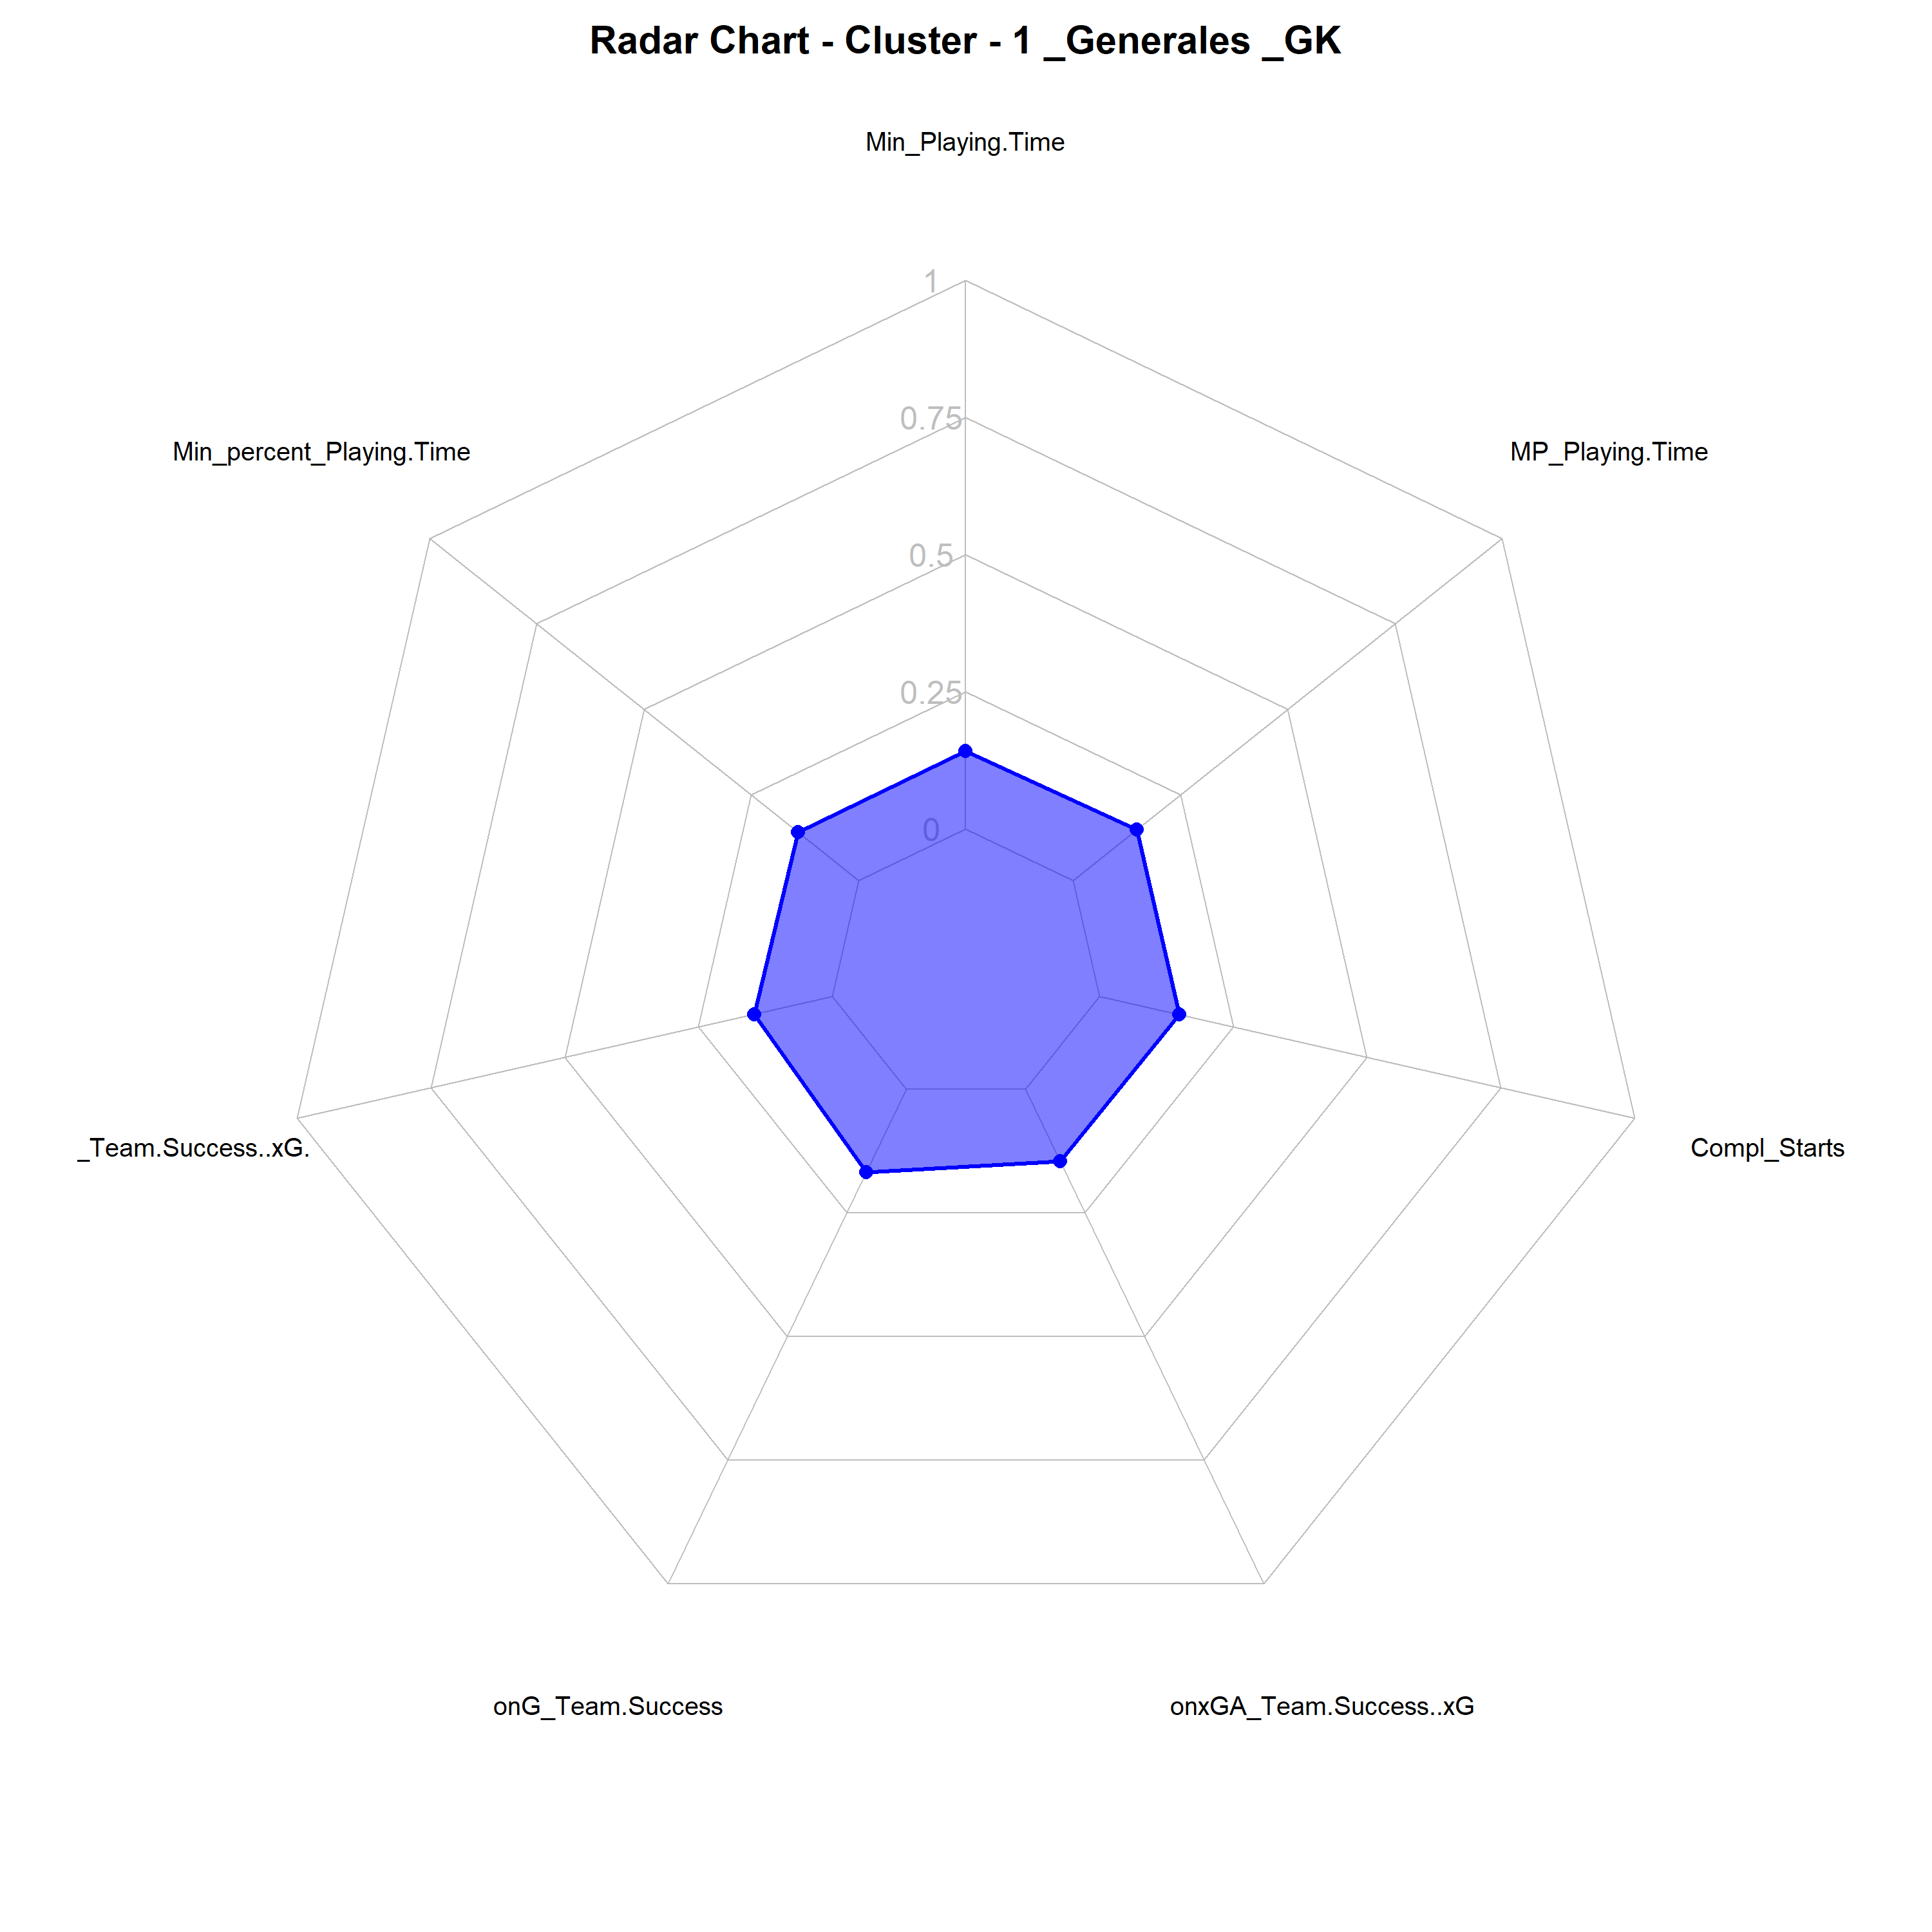 Radar Chart - Cluster - 1 _Generales _GK
Min_Playing.Time
1
0.75
Min_percent_Playing.Time
MP_Playing.Time
0.5
0.25
0
_Team.Success..xG.
Compl_Starts
onG_Team.Success
onxGA_Team.Success..xG